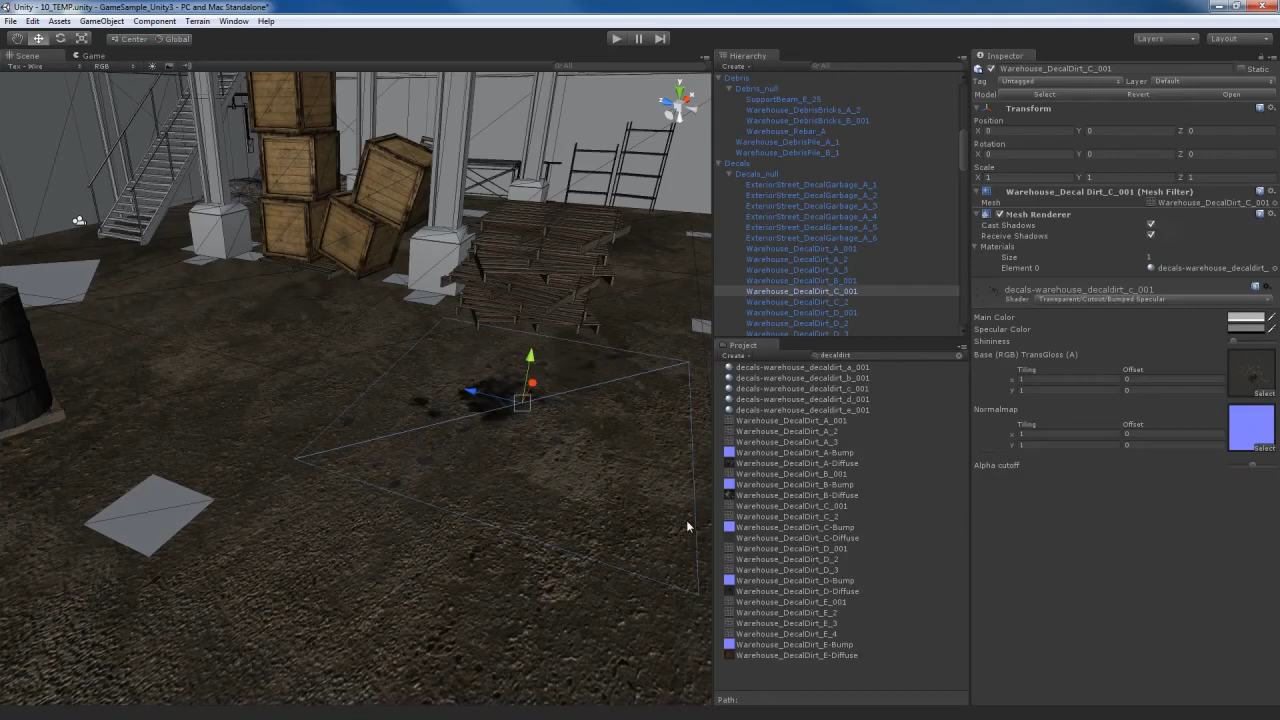 Unity - 10_TEMP.unity - GameSample_Unity3 - PC and Mac Standalone*
File Edit Assets GameObject Component Terrain Window Help
Center Global Layers Layout
Scene Game
Tex - Wire RGB All
Hierarchy
Create All
Debris
Debris_null
SupportBeam_E_25
Warehouse_DebrisBricks_A_2
Warehouse_DebrisBricks_B_001
Warehouse_Rebar_A
Warehouse_DebrisPile_A_1
Warehouse_DebrisPile_B_1
Decals
Decals_null
ExteriorStreet_DecalGarbage_A_1
ExteriorStreet_DecalGarbage_A_2
ExteriorStreet_DecalGarbage_A_3
ExteriorStreet_DecalGarbage_A_4
ExteriorStreet_DecalGarbage_A_5
ExteriorStreet_DecalGarbage_A_6
Warehouse_DecalDirt_A_001
Warehouse_DecalDirt_A_2
Warehouse_DecalDirt_A_3
Warehouse_DecalDirt_B_001
Warehouse_DecalDirt_C_001
Warehouse_DecalDirt_C_2
Warehouse_DecalDirt_D_001
Warehouse_DecalDirt_D_2
Warehouse_DecalDirt_D_3
Project
Create decaldirt
decals-warehouse_decaldirt_a_001
decals-warehouse_decaldirt_b_001
decals-warehouse_decaldirt_c_001
decals-warehouse_decaldirt_d_001
decals-warehouse_decaldirt_e_001
Warehouse_DecalDirt_A_001
Warehouse_DecalDirt_A_2
Warehouse_DecalDirt_A_3
Warehouse_DecalDirt_A-Bump
Warehouse_DecalDirt_A-Diffuse
Warehouse_DecalDirt_B_001
Warehouse_DecalDirt_B-Bump
Warehouse_DecalDirt_B-Diffuse
Warehouse_DecalDirt_C_001
Warehouse_DecalDirt_C_2
Warehouse_DecalDirt_C-Bump
Warehouse_DecalDirt_C-Diffuse
Warehouse_DecalDirt_D_001
Warehouse_DecalDirt_D_2
Warehouse_DecalDirt_D_3
Warehouse_DecalDirt_D-Bump
Warehouse_DecalDirt_D-Diffuse
Warehouse_DecalDirt_E_001
Warehouse_DecalDirt_E_2
Warehouse_DecalDirt_E_3
Warehouse_DecalDirt_E_4
Warehouse_DecalDirt_E-Bump
Warehouse_DecalDirt_E-Diffuse
Path:
Inspector
Warehouse_DecalDirt_C_001 Static
Tag Untagged Layer Default
Model Select Revert Open
Transform
Position
X 0 Y 0 Z 0
Rotation
X 0 Y 0 Z 0
Scale
X 1 Y 1 Z 1
Warehouse_Decal Dirt_C_001 (Mesh Filter)
Mesh Warehouse_DecalDirt_C_001
Mesh Renderer
Cast Shadows
Receive Shadows
Materials
Size 1
Element 0 decals-warehouse_decaldirt_
decals-warehouse_decaldirt_c_001
Shader Transparent/Cutout/Bumped Specular
Main Color
Specular Color
Shininess
Base (RGB) TransGloss (A)
Tiling Offset
x 1 0
y 1 0
Select
Normalmap
Tiling Offset
x 1 0
y 1 0
Select
Alpha cutoff
y
x